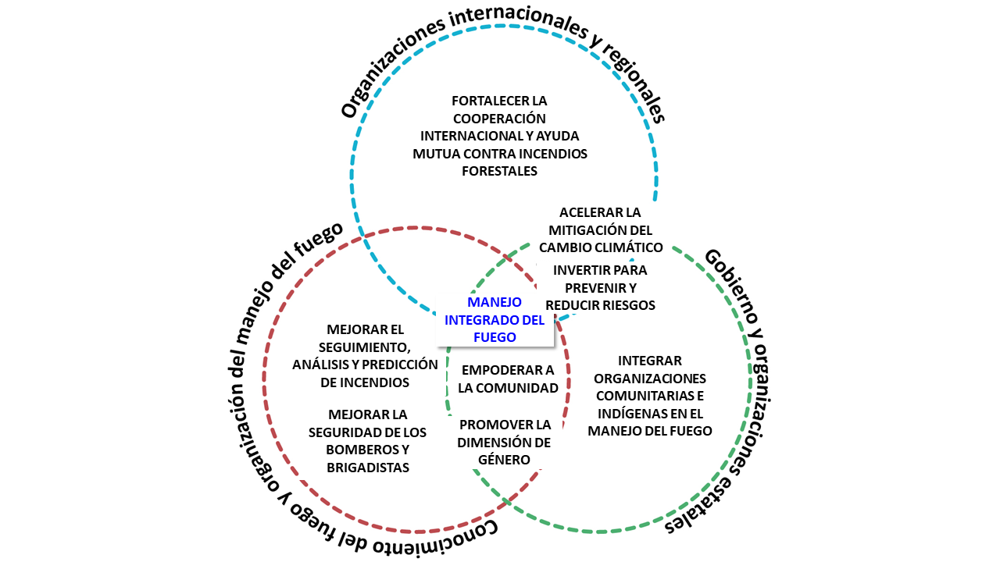 Organizaciones internacionales y regionales
FORTALECER LA
COOPERACIÓN
INTERNACIONAL Y AYUDA
MUTUA CONTRA INCENDIOS
FORESTALES
ACELERAR LA
MITIGACIÓN DEL
CAMBIO CLIMÁTICO
INVERTIR PARA
PREVENIR Y
REDUCIR RIESGOS
MANEJO
INTEGRADO DEL
FUEGO
Conocimiento del fuego y organización del manejo del fuego
MEJORAR EL
SEGUIMIENTO,
ANÁLISIS Y PREDICCIÓN
DE INCENDIOS
MEJORAR LA
SEGURIDAD DE LOS
BOMBEROS Y
BRIGADISTAS
EMPODERAR A
LA COMUNIDAD
PROMOVER LA
DIMENSIÓN DE
GÉNERO
Gobierno y organizaciones estatales
INTEGRAR
ORGANIZACIONES
COMUNITARIAS E
INDÍGENAS EN EL
MANEJO DEL FUEGO